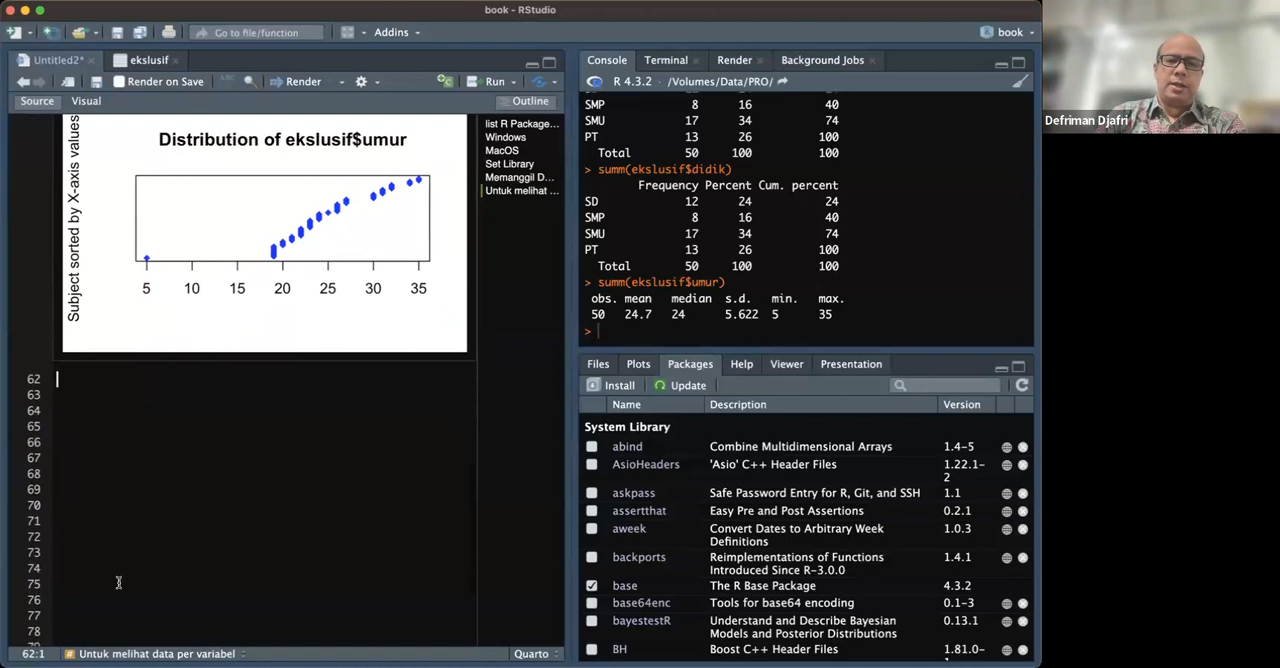 book - RStudio
Go to file/function
Addins
book
Untitled2*
ekslusif
Render on Save
Render
Run
Source
Visual
Outline
Distribution of ekslusif$umur
Subject sorted by X-axis values
5 10 15 20 25 30 35
list R Package...
Windows
MacOS
Set Library
Memanggil D...
Untuk melihat ...
62
63
64
65
66
67
68
69
70
71
72
73
74
75
76
77
78
62:1
Untuk melihat data per variabel
Quarto
Console
Terminal
Render
Background Jobs
R 4.3.2 · /Volumes/Data/PRO/
SMP 8 16 40
SMU 17 34 74
PT 13 26 100
Total 50 100 100
> summ(ekslusif$didik)
Frequency Percent Cum. percent
SD 12 24 24
SMP 8 16 40
SMU 17 34 74
PT 13 26 100
Total 50 100 100
> summ(ekslusif$umur)
obs. mean median s.d. min. max.
50 24.7 24 5.622 5 35
>
Files
Plots
Packages
Help
Viewer
Presentation
Install
Update
Name Description Version
System Library
abind Combine Multidimensional Arrays 1.4-5
AsioHeaders 'Asio' C++ Header Files 1.22.1-
2
askpass Safe Password Entry for R, Git, and SSH 1.1
assertthat Easy Pre and Post Assertions 0.2.1
aweek Convert Dates to Arbitrary Week 1.0.3
Definitions
backports Reimplementations of Functions 1.4.1
Introduced Since R-3.0.0
base The R Base Package 4.3.2
base64enc Tools for base64 encoding 0.1-3
bayestestR Understand and Describe Bayesian 0.13.1
Models and Posterior Distributions
BH Boost C++ Header Files 1.81.0-
Defriman Djafri